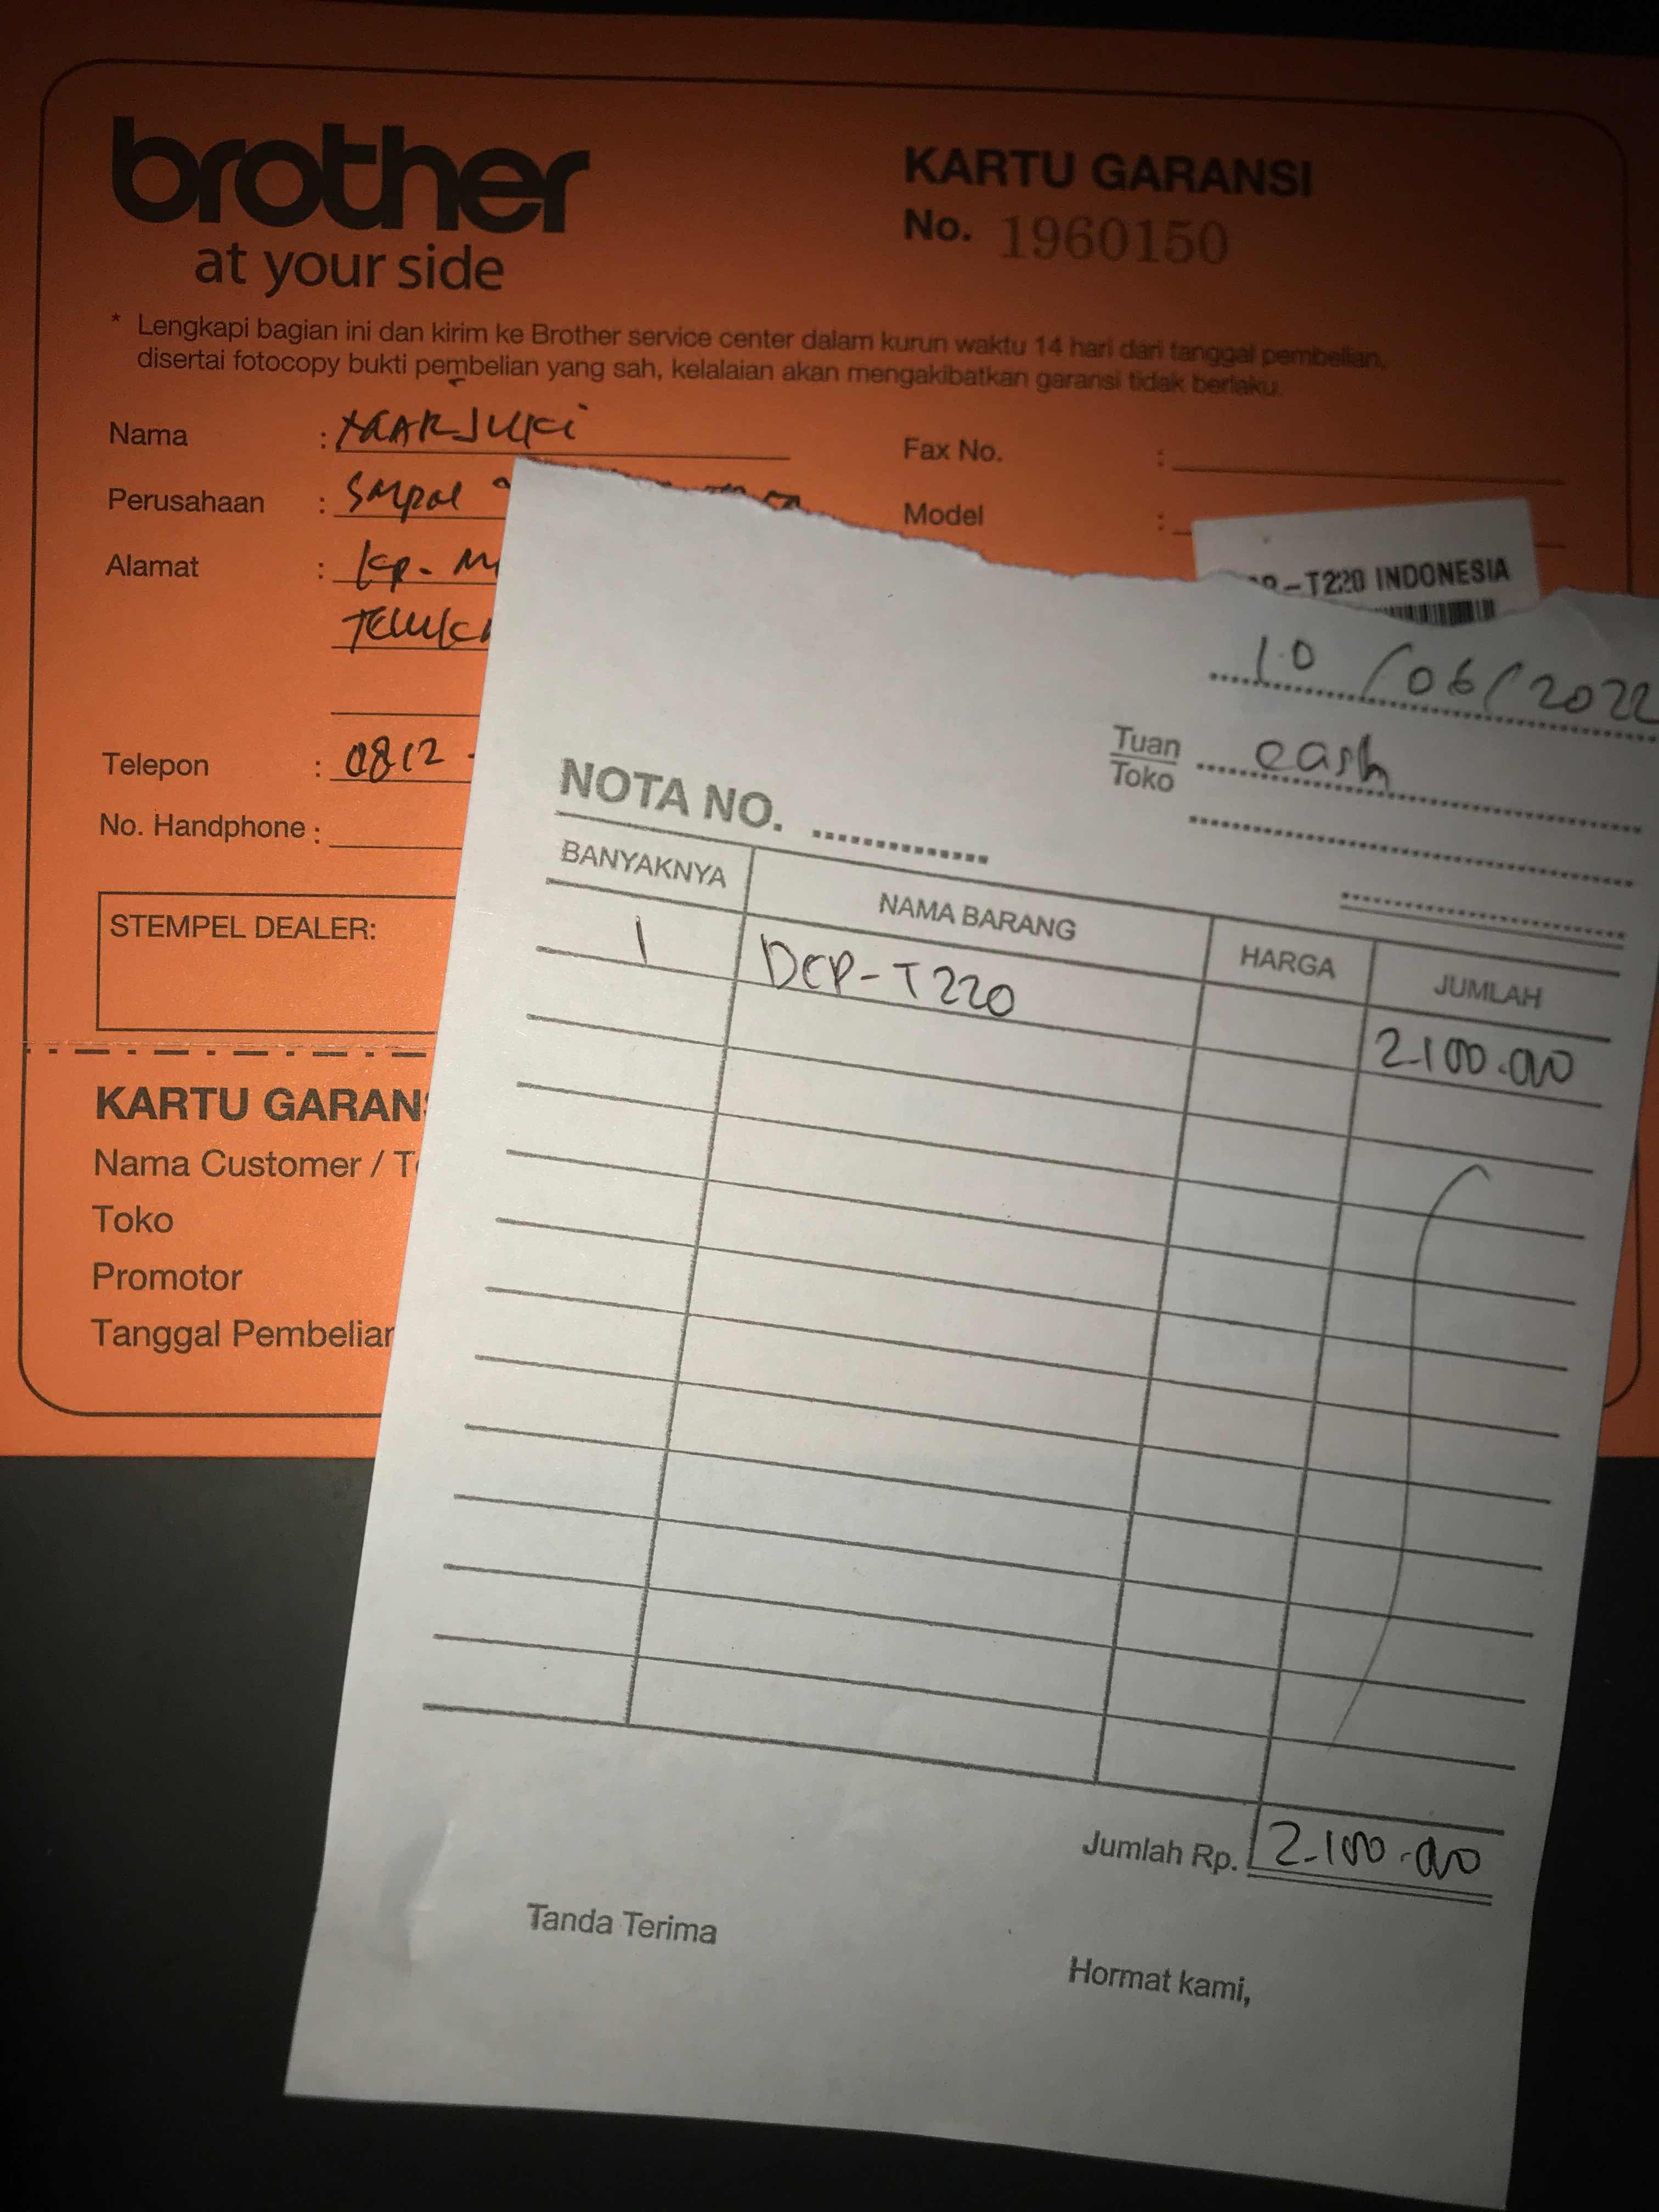 brother
at your side
KARTU GARANSI
No. 1960150
* Lengkapi bagian ini dan kirim ke Brother service center dalam kurun waktu 14 hari dari tanggal pembelian,
disertai fotocopy bukti pembelian yang sah, kelalaian akan mengakibatkan garansi tidak berlaku.
Nama : MARJUKI
Fax No. :
Perusahaan :
Model :
Alamat : Kp.
-T220 INDONESIA
Telepon : 0812 -
No. Handphone :
STEMPEL DEALER:
KARTU GARAN
Nama Customer / T
Toko
Promotor
Tanggal Pembelian
10/06/2022
Tuan
Toko cash
NOTA NO.
BANYAKNYA NAMA BARANG HARGA JUMLAH
1 DCP-T220 2.100.000
Jumlah Rp. 2.100.000
Tanda Terima
Hormat kami,